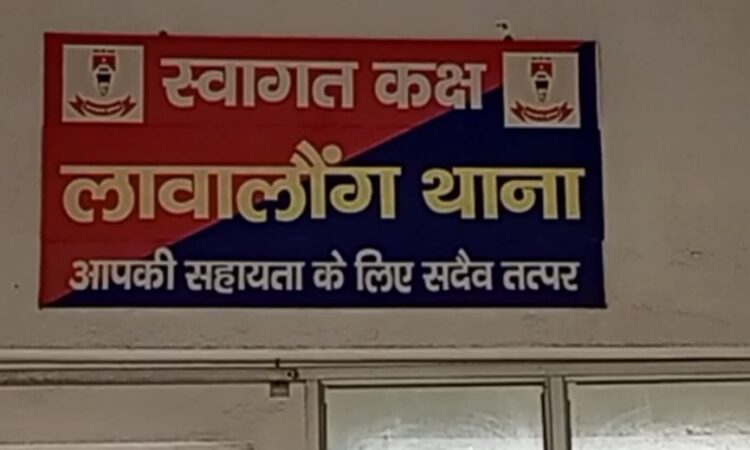 स्वागत कक्ष
लावालौंग थाना
आपकी सहायता के लिए सदैव तत्पर